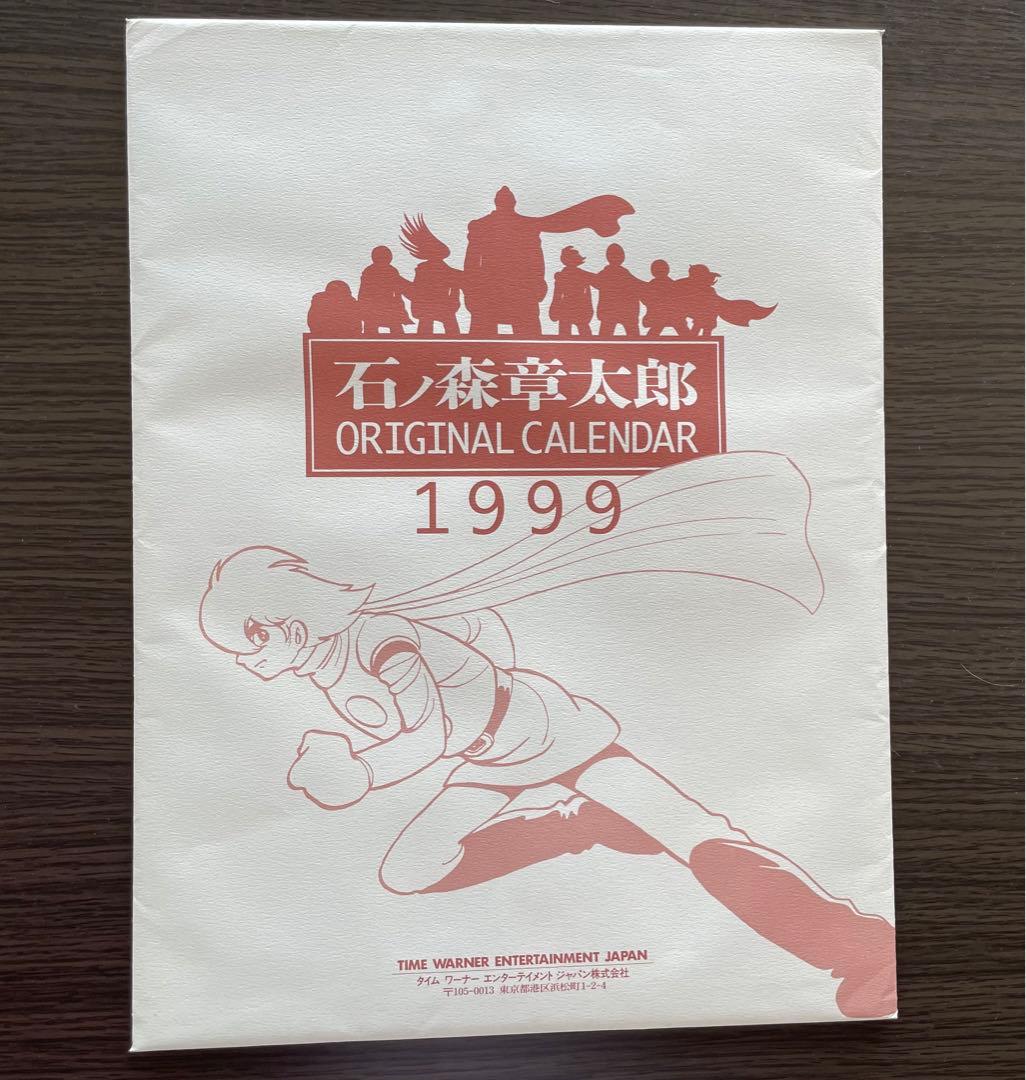 石ノ森章太郎
ORIGINAL CALENDAR
1999
TIME WARNER ENTERTAINMENT JAPAN
タイム ワーナー エンターテイメント ジャパン株式会社
〒105-0013 東京都港区浜松町1-2-4